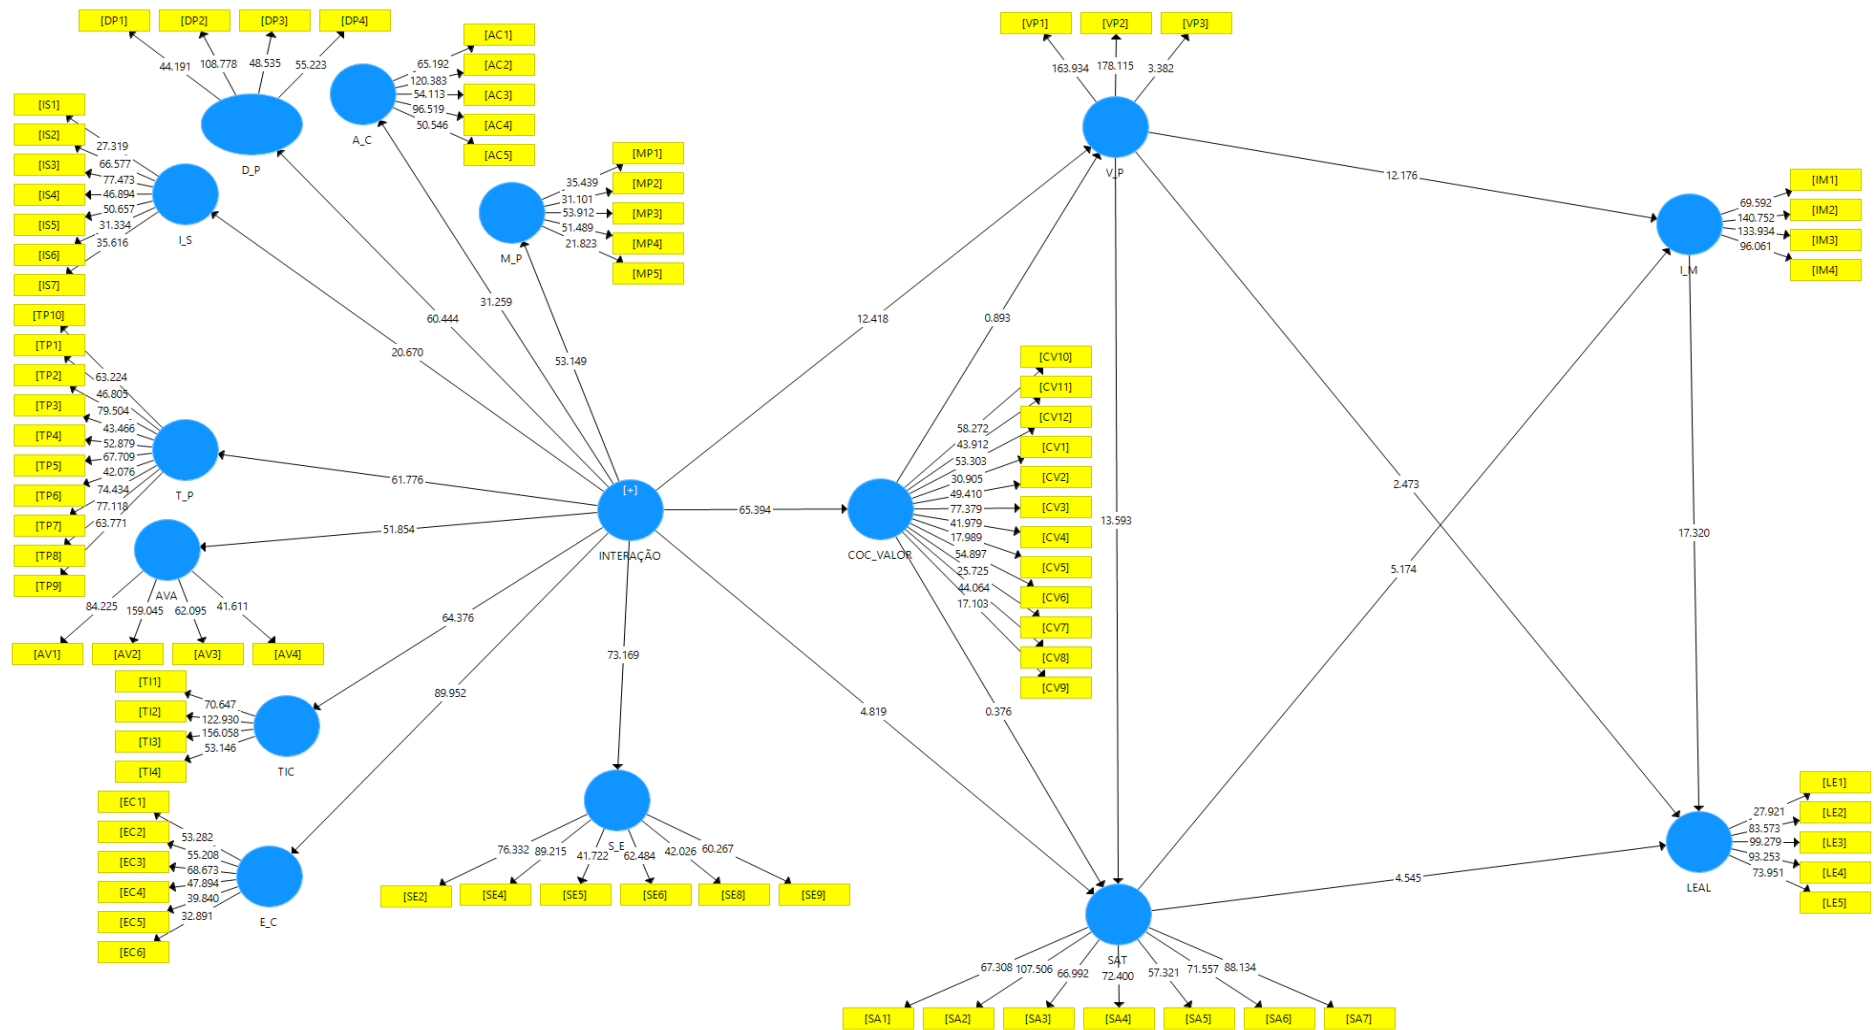 [DP1]
[DP2]
[DP3]
[DP4]
44.191
108.778
48.535
55.223
D_P
[AC1]
[AC2]
[AC3]
[AC4]
[AC5]
65.192
120.383
54.113
96.519
50.546
A_C
[IS1]
[IS2]
[IS3]
[IS4]
[IS5]
[IS6]
[IS7]
27.319
66.577
77.473
46.894
50.657
31.334
35.616
I_S
[MP1]
[MP2]
[MP3]
[MP4]
[MP5]
35.439
31.101
53.912
51.489
21.823
M_P
[TP10]
[TP1]
[TP2]
[TP3]
[TP4]
[TP5]
[TP6]
[TP7]
[TP8]
[TP9]
63.224
46.805
79.504
43.466
52.879
67.709
42.076
74.434
77.118
63.771
T_P
AVA
84.225
159.045
62.095
41.611
[AV1]
[AV2]
[AV3]
[AV4]
[TI1]
[TI2]
[TI3]
[TI4]
70.647
122.930
156.058
53.146
TIC
[EC1]
[EC2]
[EC3]
[EC4]
[EC5]
[EC6]
53.282
55.208
68.673
47.894
39.840
32.891
E_C
S_E
76.332
89.215
41.722
62.484
42.026
60.267
[SE2]
[SE4]
[SE5]
[SE6]
[SE8]
[SE9]
[+]
INTERAÇÃO
20.670
60.444
31.259
53.149
61.776
51.854
64.376
89.952
73.169
65.394
12.418
4.819
COC_VALOR
0.893
0.376
[CV10]
[CV11]
[CV12]
[CV1]
[CV2]
[CV3]
[CV4]
[CV5]
[CV6]
[CV7]
[CV8]
[CV9]
58.272
43.912
53.303
30.905
49.410
77.379
41.979
17.989
54.897
25.725
44.064
17.103
[VP1]
[VP2]
[VP3]
163.934
178.115
3.382
V_P
12.176
13.593
2.473
5.174
17.320
4.545
[IM1]
[IM2]
[IM3]
[IM4]
69.592
140.752
133.934
96.061
I_M
[LE1]
[LE2]
[LE3]
[LE4]
[LE5]
27.921
83.573
99.279
93.253
73.951
LEAL
SAT
67.308
107.506
66.992
72.400
57.321
71.557
88.134
[SA1]
[SA2]
[SA3]
[SA4]
[SA5]
[SA6]
[SA7]